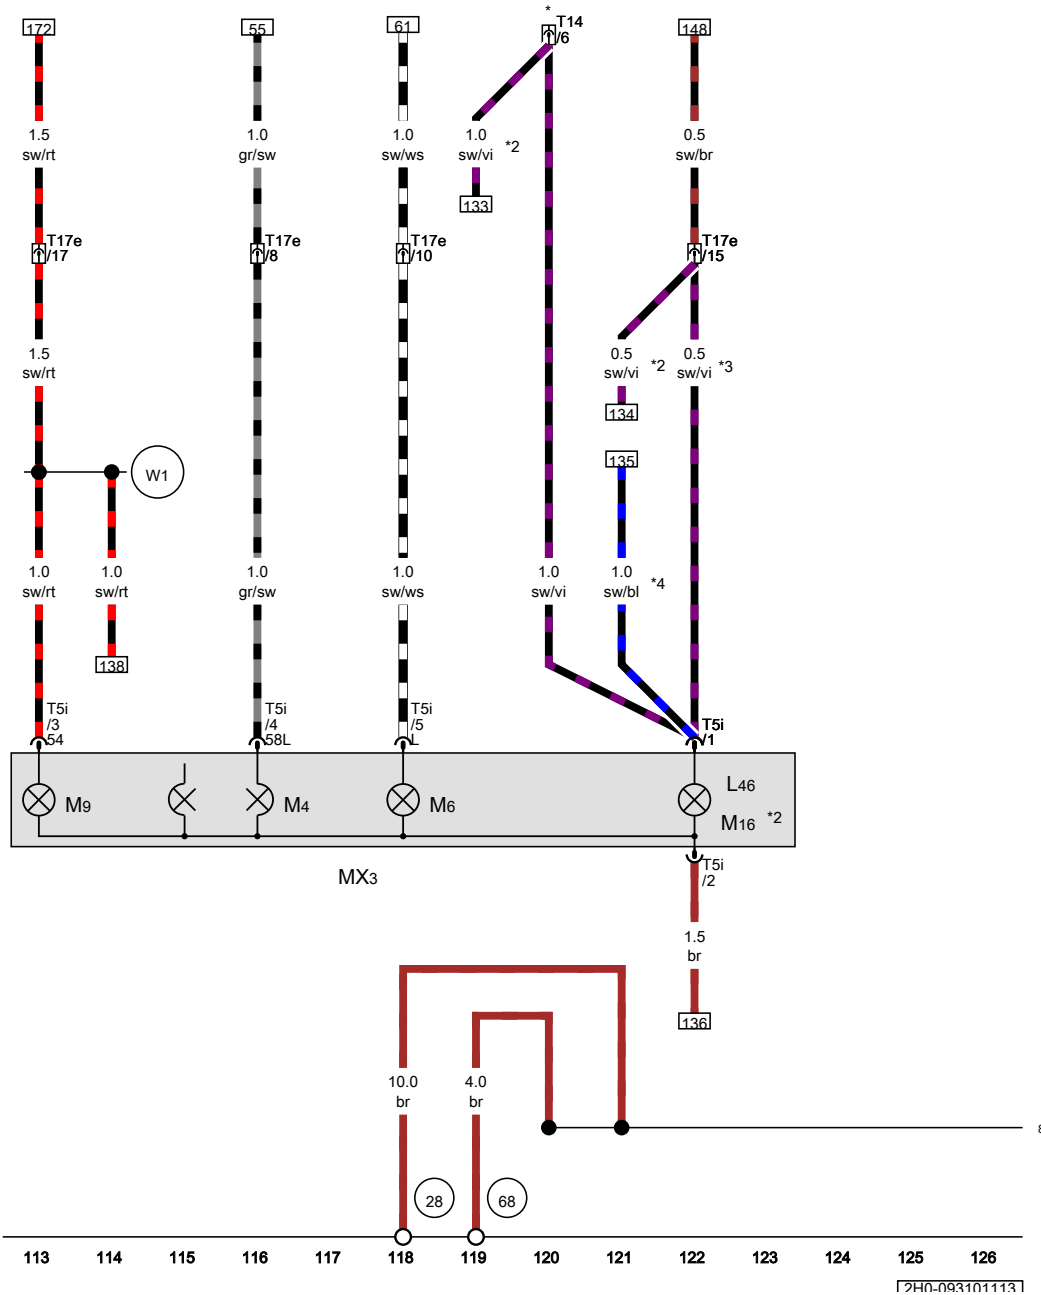 172
55
61
*
T14
/6
148
1.5
sw/rt
1.0
gr/sw
1.0
sw/ws
1.0
sw/vi
*2
0.5
sw/br
133
T17e
/17
T17e
/8
T17e
/10
T17e
/15
1.5
sw/rt
0.5
sw/vi
*2
0.5
sw/vi
*3
134
135
W1
1.0
sw/rt
1.0
sw/rt
1.0
gr/sw
1.0
sw/ws
1.0
sw/vi
1.0
sw/bl
*4
138
T5i
/3
54
T5i
/4
58L
T5i
/5
L
T5i
/1
M9
M4
M6
L46
M16 *2
MX3
T5i
/2
1.5
br
136
10.0
br
4.0
br
28
68
113 114 115 116 117 118 119 120 121 122 123 124 125 126
2H0-093101113